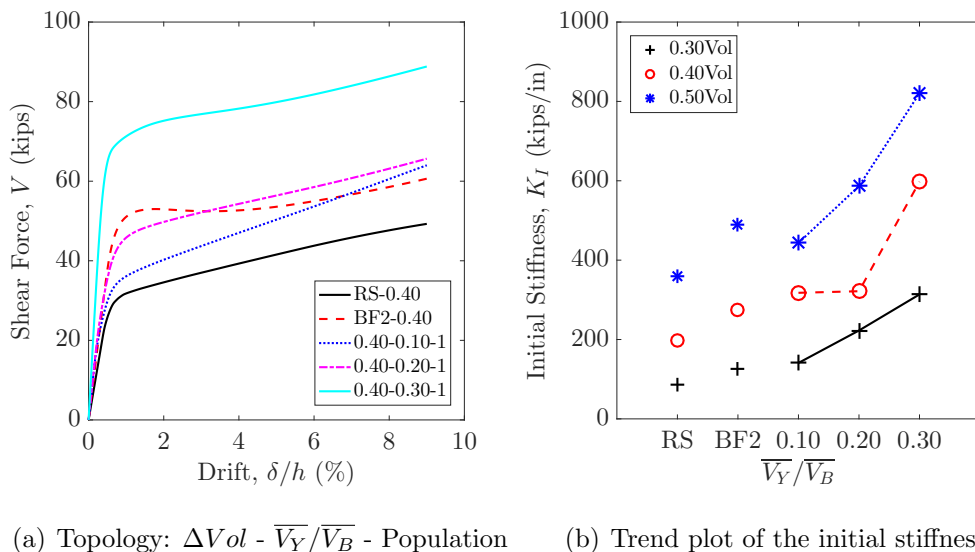 100
80
60
40
20
0
0
2
4
6
8
10
Shear Force, V (kips)
Drift, δ/h (%)
RS-0.40
BF2-0.40
0.40-0.10-1
0.40-0.20-1
0.40-0.30-1
1000
800
600
400
200
0
RS
BF2
0.10
0.20
0.30
Initial Stiffness, K_I (kips/in)
V̅_Y̅/V̅_B̅
0.30Vol
0.40Vol
0.50Vol
(a) Topology: ΔVol - V̅_Y̅/V̅_B̅ - Population
(b) Trend plot of the initial stiffnes